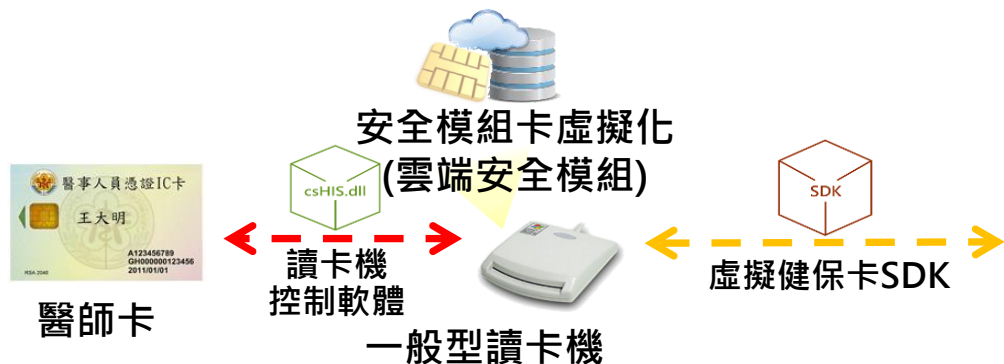 安全模組卡虛擬化
(雲端安全模組)
醫事人員憑證IC卡
王大明
A123456789
GH000000123456
2011/01/01
RSA 2048
醫師卡
csHIS.dll
讀卡機
控制軟體
一般型讀卡機
SDK
虛擬健保卡SDK